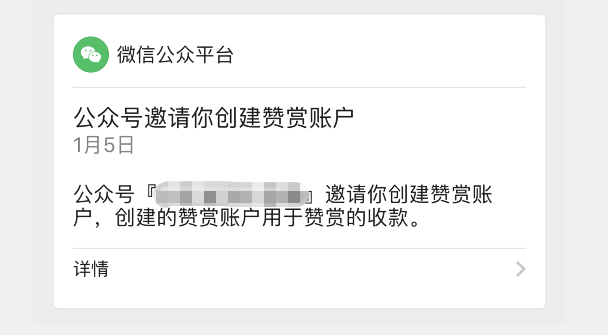 微信公众平台
公众号邀请你创建赞赏账户
1月5日
公众号『』邀请你创建赞赏账
户，创建的赞赏账户用于赞赏的收款。
详情